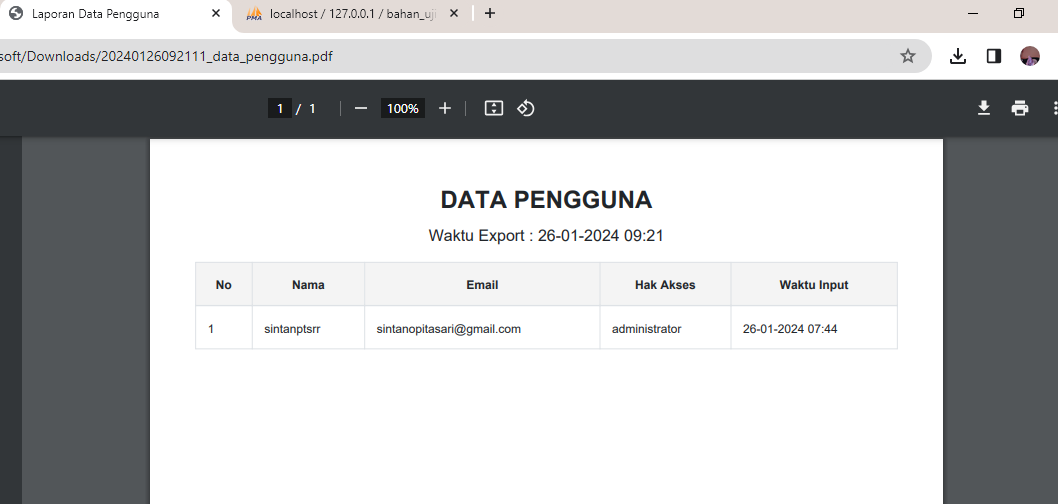 Laporan Data Pengguna
PMA localhost / 127.0.0.1 / bahan_uji
soft/Downloads/20240126092111_data_pengguna.pdf
1 / 1
100%
DATA PENGGUNA
Waktu Export : 26-01-2024 09:21
No Nama Email Hak Akses Waktu Input
1 sintanptsrr sintanopitasari@gmail.com administrator 26-01-2024 07:44